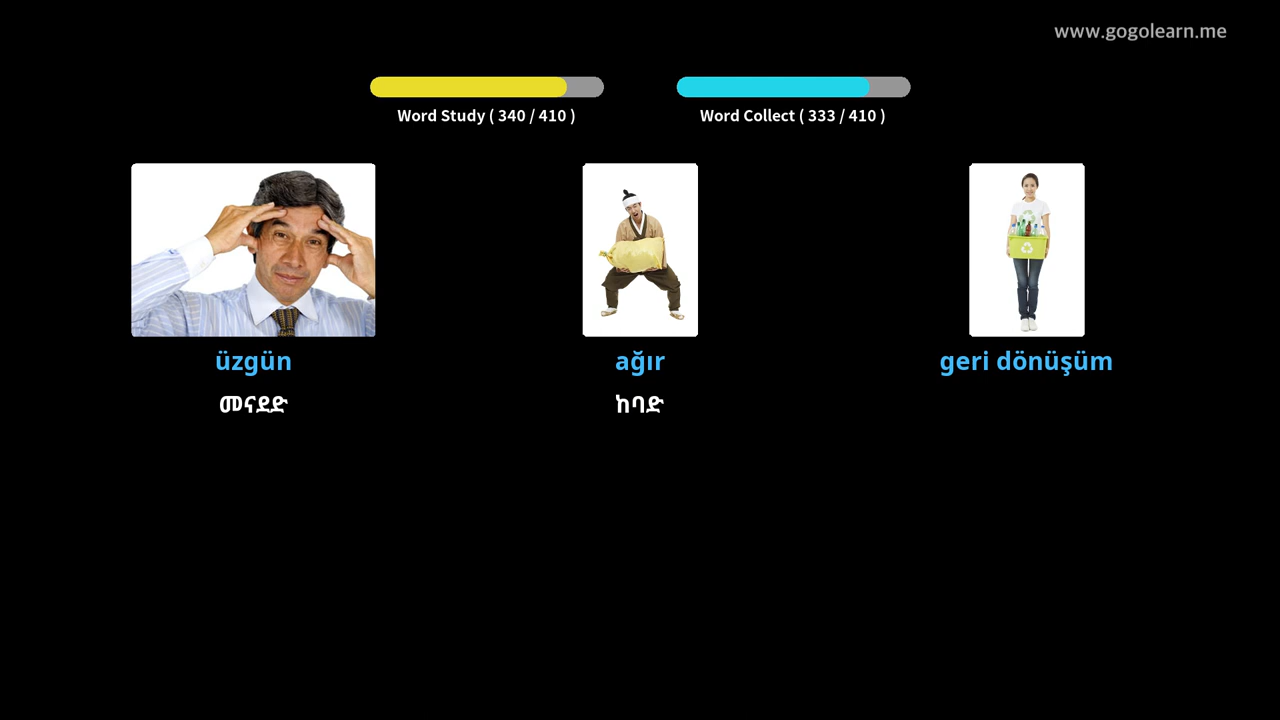 www.gogolearn.me
Word Study ( 340 / 410 )
Word Collect ( 333 / 410 )
üzgün
ağır
geri dönüşüm
መናደድ
ከባድ